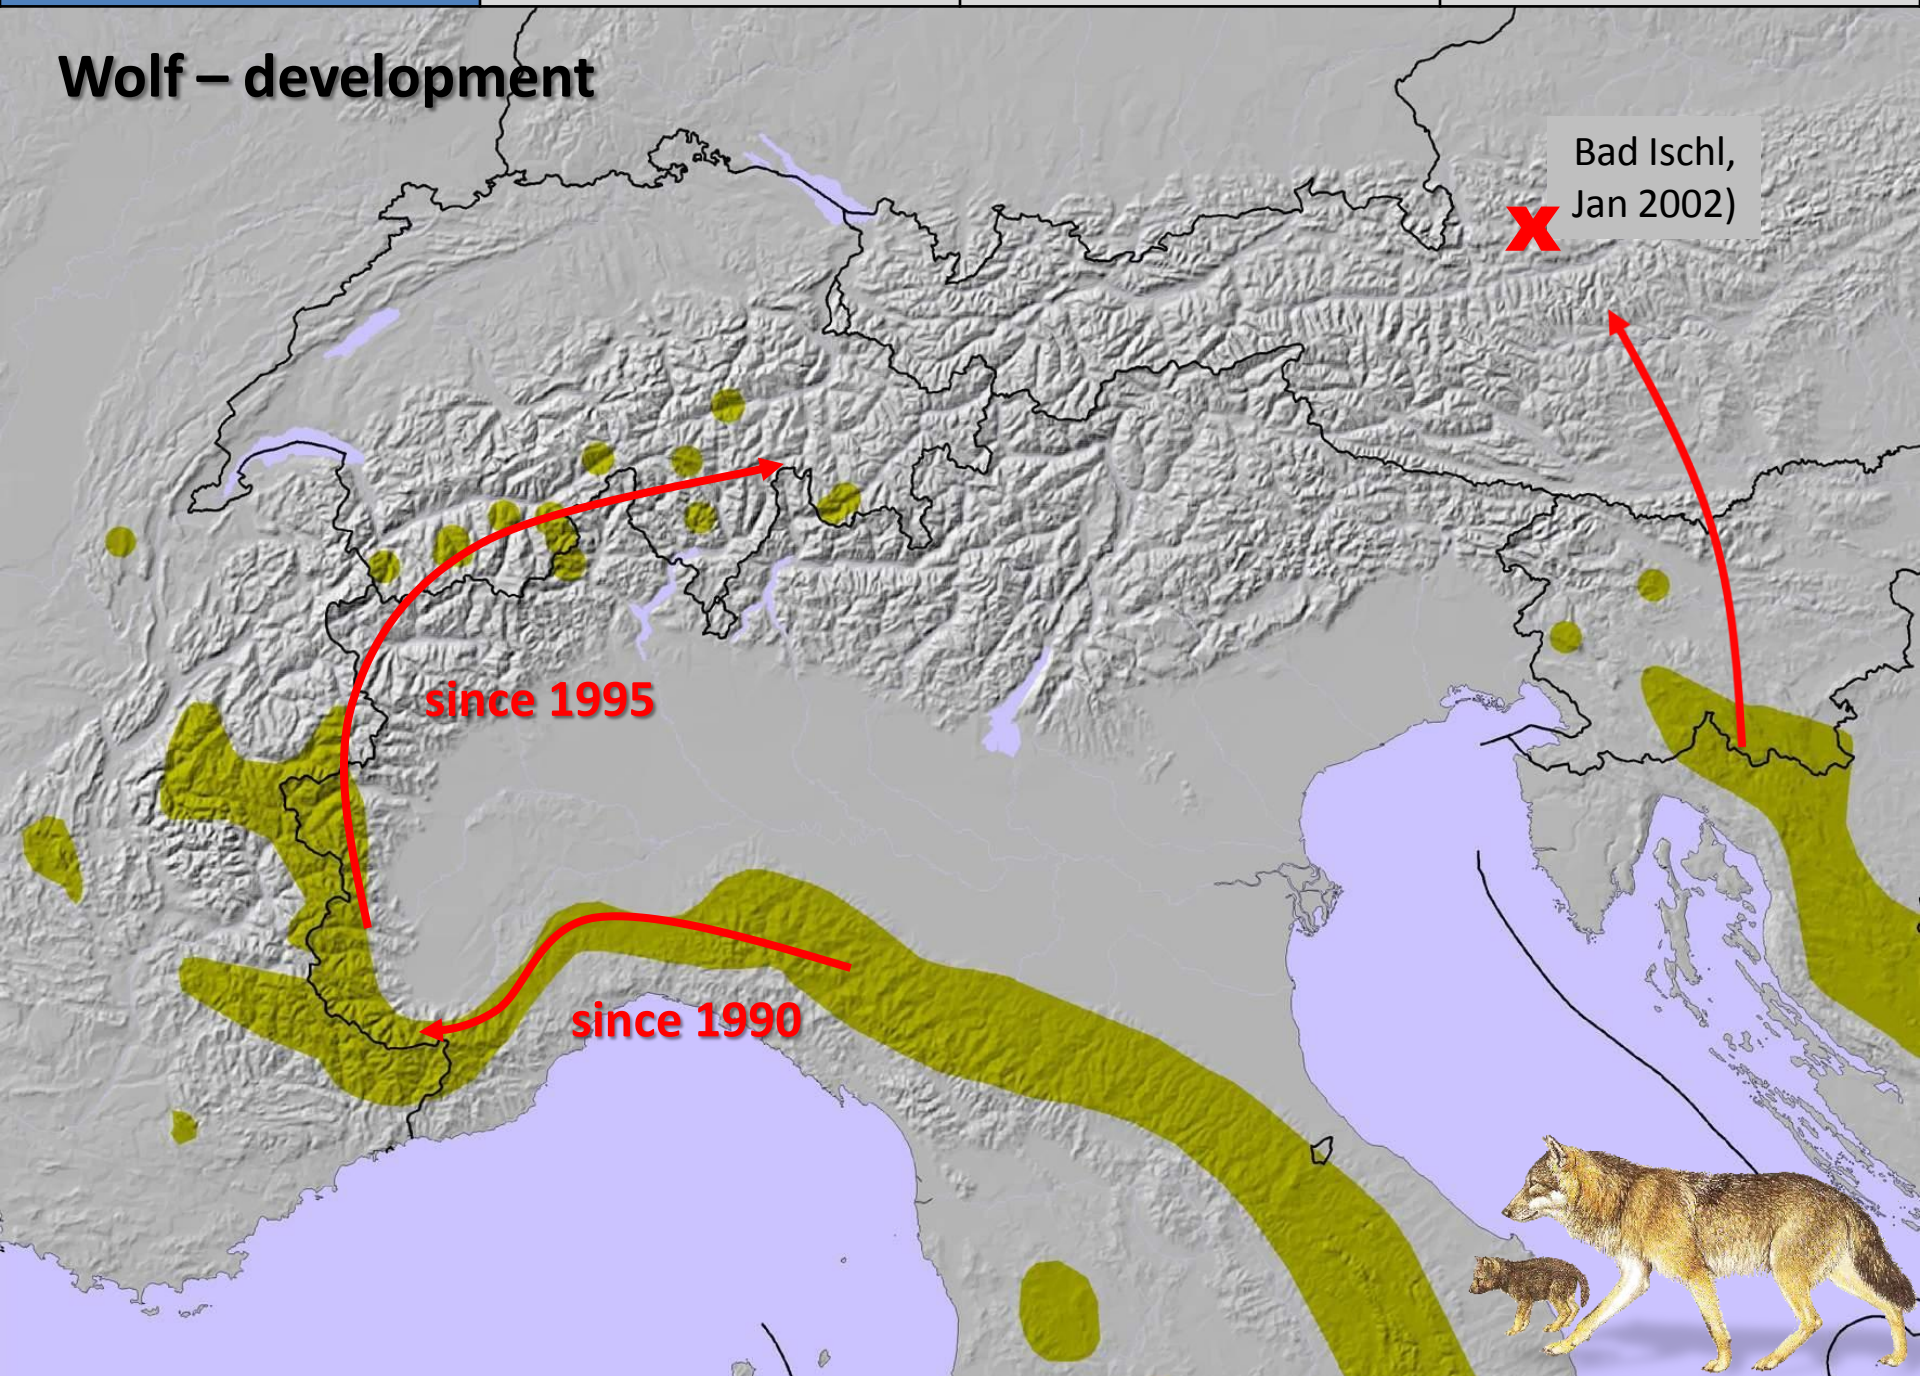 Wolf – development
Bad Ischl,
Jan 2002)
X
since 1995
since 1990